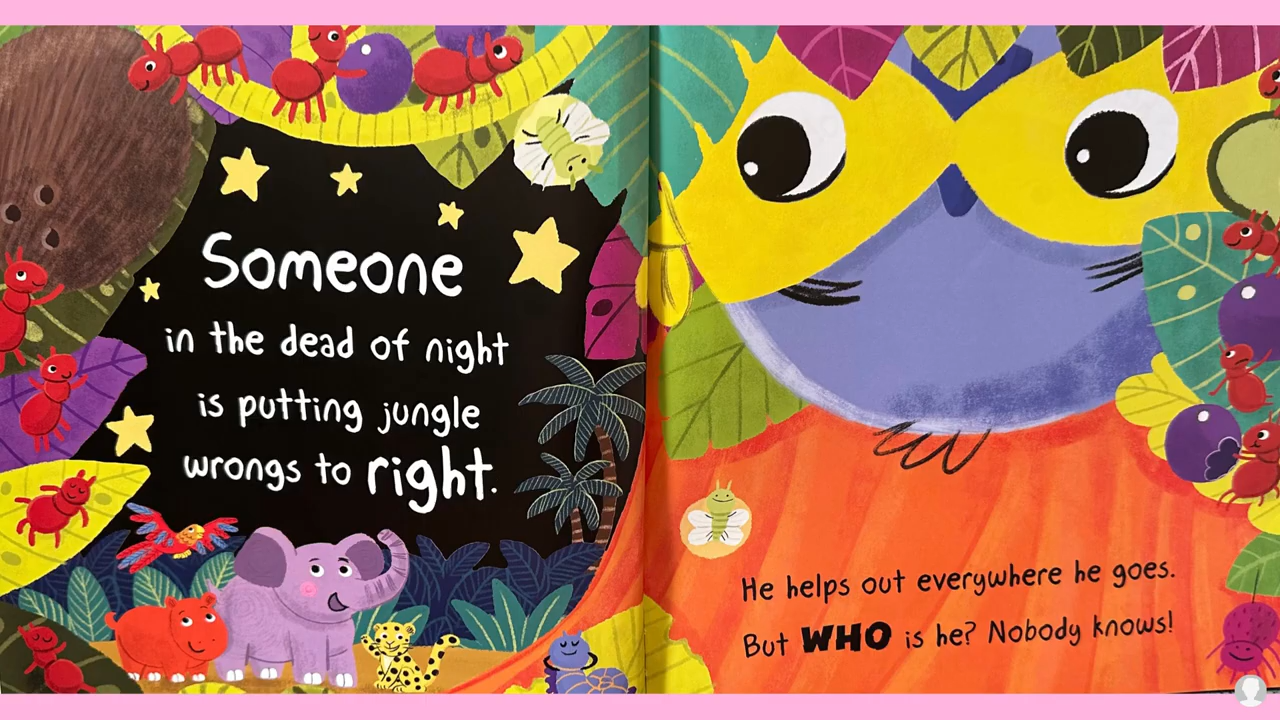 Someone
in the dead of night
is putting jungle
wrongs to right.
He helps out everywhere he goes.
But WHO is he? Nobody knows!